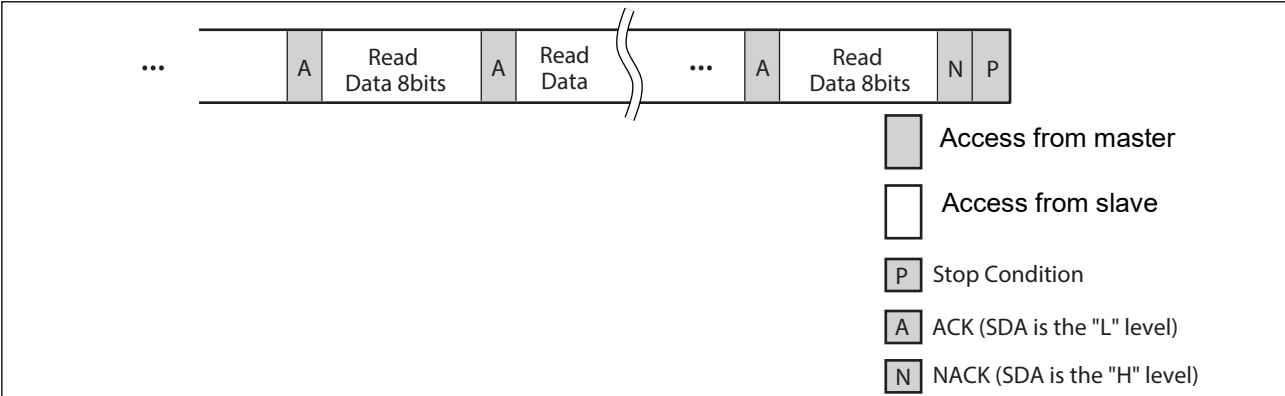 ... A Read Data 8bits A Read Data ... A Read Data 8bits N P
Access from master
Access from slave
P Stop Condition
A ACK (SDA is the "L" level)
N NACK (SDA is the "H" level)